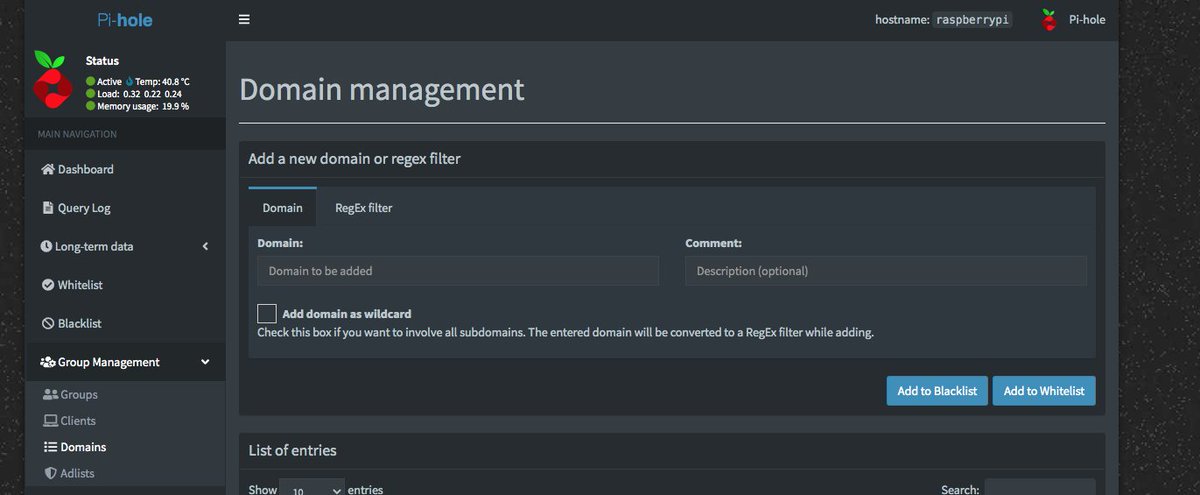 Pi-hole
hostname: raspberrypi
Pi-hole
Status
Active Temp: 40.8 °C
Load: 0.32 0.22 0.24
Memory usage: 19.9 %
MAIN NAVIGATION
Dashboard
Query Log
Long-term data
Whitelist
Blacklist
Group Management
Groups
Clients
Domains
Adlists
Domain management
Add a new domain or regex filter
Domain RegEx filter
Domain: Comment:
Domain to be added Description (optional)
Add domain as wildcard
Check this box if you want to involve all subdomains. The entered domain will be converted to a RegEx filter while adding.
Add to Blacklist Add to Whitelist
List of entries
Show 10 entries Search: